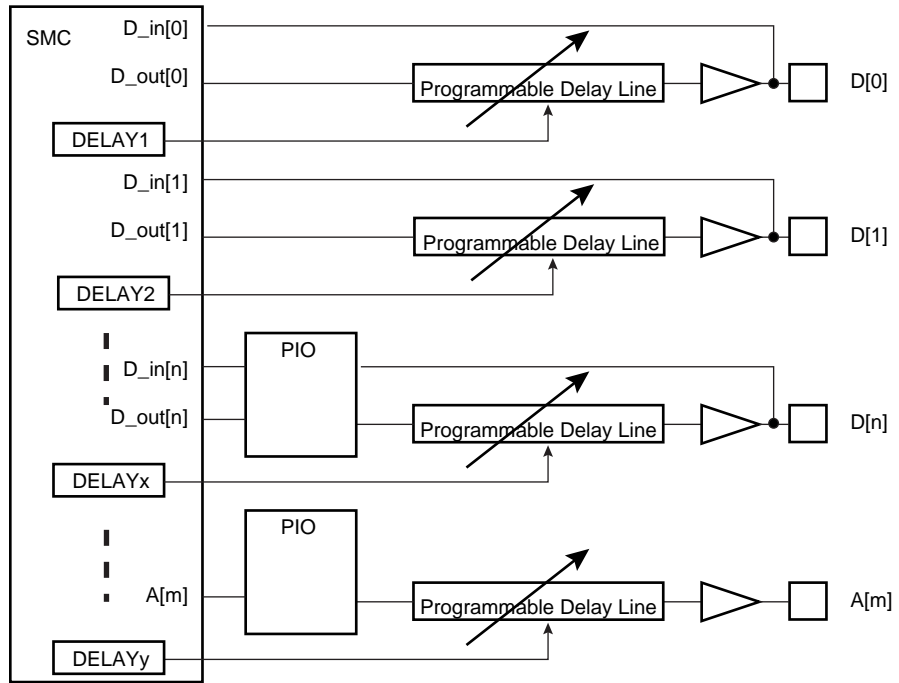 SMC
D_in[0]
D_out[0]
Programmable Delay Line
D[0]
DELAY1
D_in[1]
D_out[1]
Programmable Delay Line
D[1]
DELAY2
PIO
D_in[n]
D_out[n]
Programmable Delay Line
D[n]
DELAYx
PIO
A[m]
Programmable Delay Line
A[m]
DELAYy